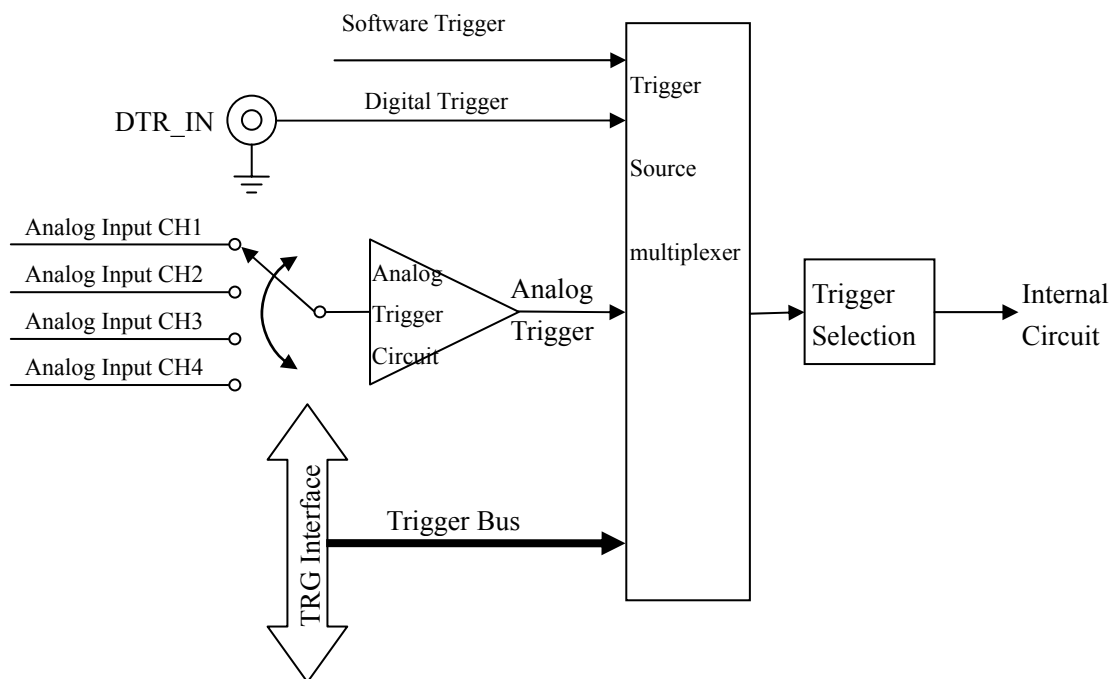 Software Trigger
Digital Trigger
DTR_IN
Trigger
Source
multiplexer
Analog Input CH1
Analog Input CH2
Analog Input CH3
Analog Input CH4
Analog
Trigger
Circuit
Analog
Trigger
Trigger
Selection
Internal
Circuit
TRG Interface
Trigger Bus